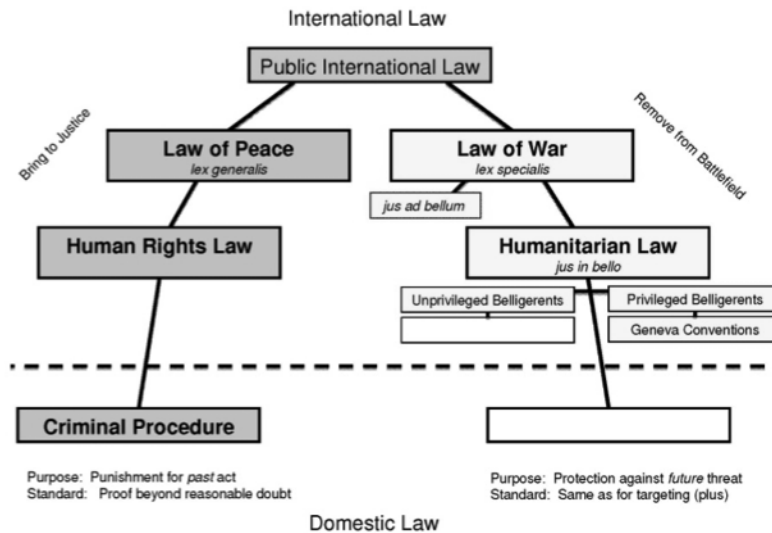 International Law
Public International Law
Bring to Justice
Remove from Battlefield
Law of Peace
lex generalis
Law of War
lex specialis
jus ad bellum
Human Rights Law
Humanitarian Law
jus in bello
Unprivileged Belligerents
Privileged Belligerents
Geneva Conventions
Criminal Procedure
Purpose: Punishment for past act
Standard: Proof beyond reasonable doubt
Purpose: Protection against future threat
Standard: Same as for targeting (plus)
Domestic Law